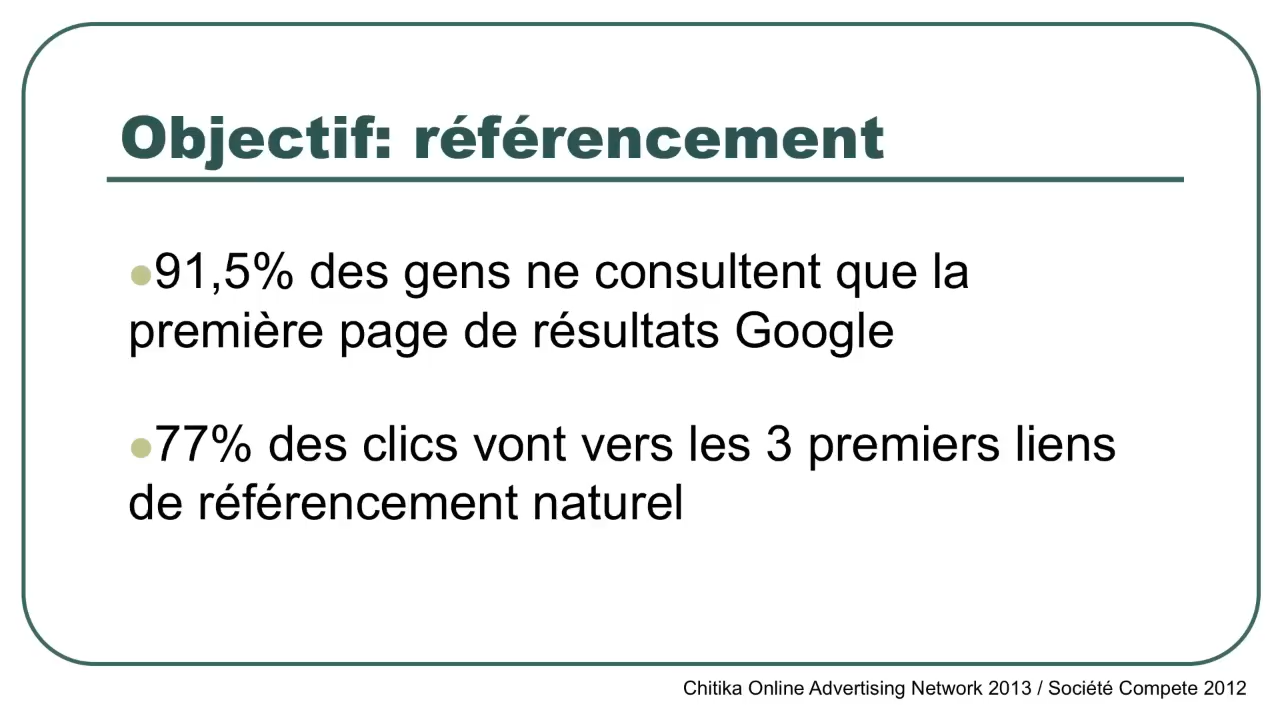 Objectif: référencement
●91,5% des gens ne consultent que la
première page de résultats Google
●77% des clics vont vers les 3 premiers liens
de référencement naturel
Chitika Online Advertising Network 2013 / Société Compete 2012